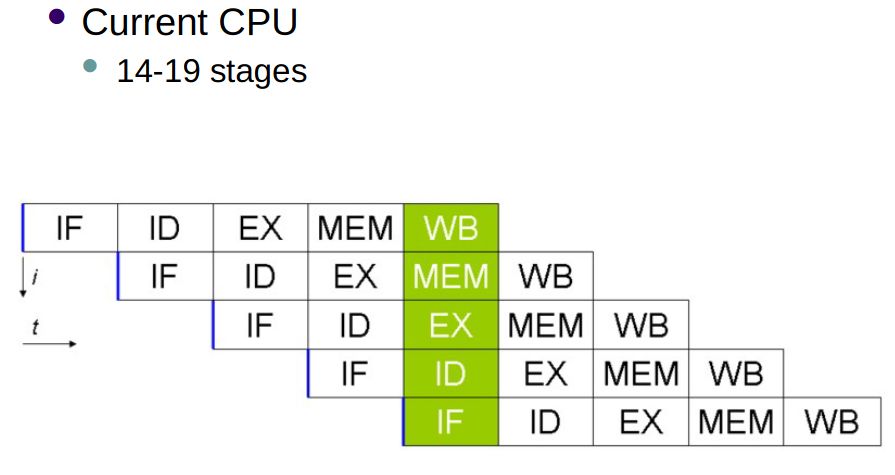 Current CPU
14-19 stages
IF ID EX MEM WB
i IF ID EX MEM WB
t IF ID EX MEM WB
IF ID EX MEM WB
IF ID EX MEM WB